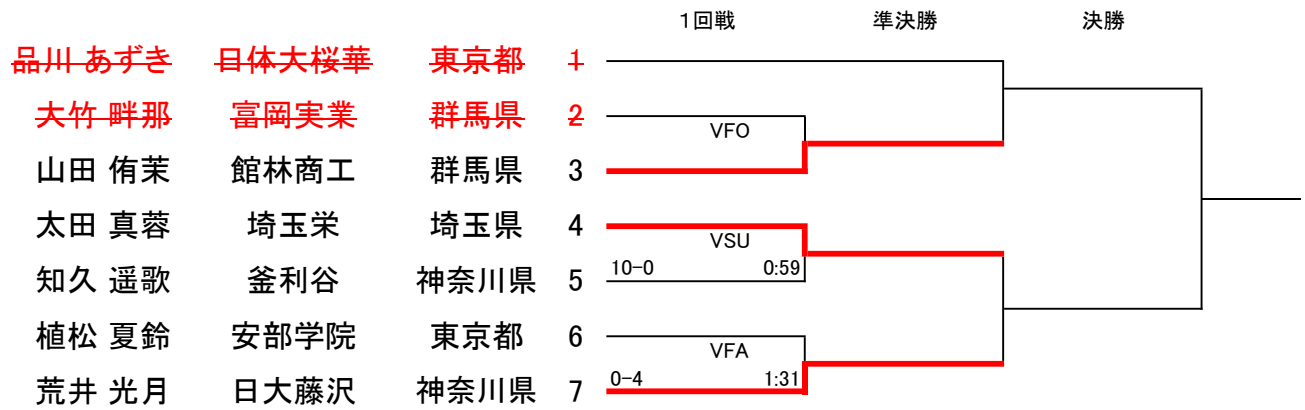 1回戦 準決勝 決勝
品川 あずき 日体大桜華 東京都 1
大竹 畔那 富岡実業 群馬県 2
VFO
山田 侑茉 館林商工 群馬県 3
太田 真蓉 埼玉栄 埼玉県 4
VSU
10-0 0:59
知久 遥歌 釜利谷 神奈川県 5
植松 夏鈴 安部学院 東京都 6
VFA
0-4 1:31
荒井 光月 日大藤沢 神奈川県 7